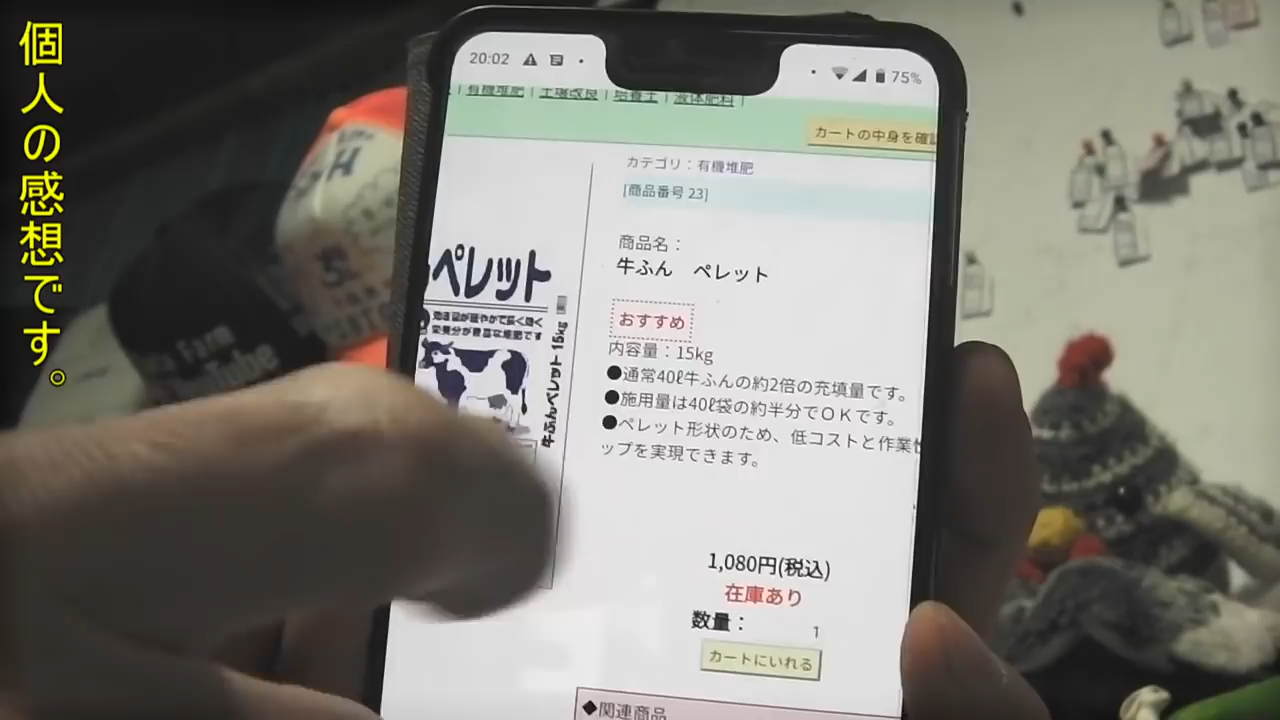 個人の感想です。
20:02
75%
| 有機堆肥 | 土壌改良 | 培養土 | 液体肥料 |
カートの中身を確認
カテゴリ：有機堆肥
[商品番号 23]
商品名：
牛ふん　ペレット
おすすめ
内容量：15kg
●通常40ℓ牛ふんの約2倍の充填量です。
●施用量は40ℓ袋の約半分でＯＫです。
●ペレット形状のため、低コストと作業
ップを実現できます。
1,080円(税込)
在庫あり
数量： 1
カートにいれる
◆関連商品
ペレット
牛ふんペレット 15kg
YouTube